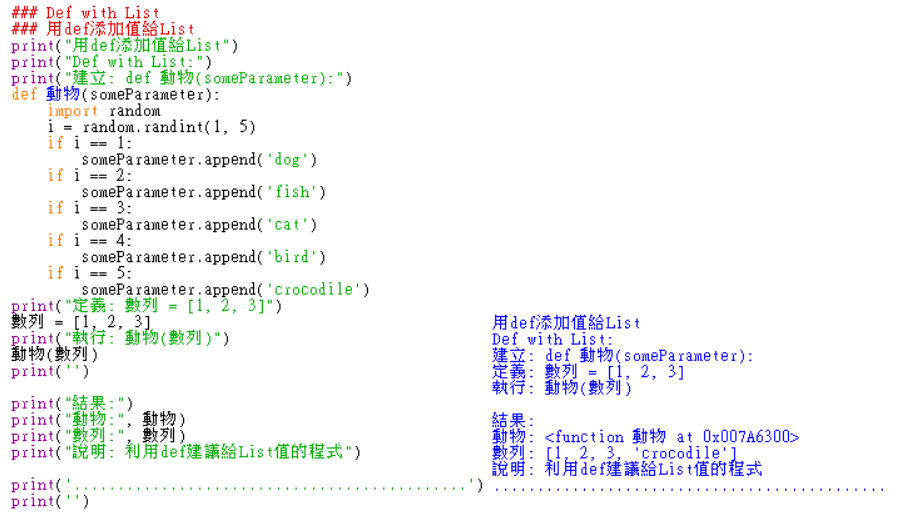 ### Def with List
### 用def添加值給List
print("用def添加值給List")
print("Def with List:")
print("建立: def 動物(someParameter):")
def 動物(someParameter):
    import random
    i = random.randint(1, 5)
    if i == 1:
        someParameter.append('dog')
    if i == 2:
        someParameter.append('fish')
    if i == 3:
        someParameter.append('cat')
    if i == 4:
        someParameter.append('bird')
    if i == 5:
        someParameter.append('crocodile')
print("定義: 數列 = [1, 2, 3]")
數列 = [1, 2, 3]
print("執行: 動物(數列)")
動物(數列)
print('')
print("結果:")
print("動物:", 動物)
print("數列:", 數列)
print("說明: 利用def建議給List值的程式")
print('.............................................')
print('')
用def添加值給List
Def with List:
建立: def 動物(someParameter):
定義: 數列 = [1, 2, 3]
執行: 動物(數列)
結果:
動物: <function 動物 at 0x007A6300>
數列: [1, 2, 3, 'crocodile']
說明: 利用def建議給List值的程式
.............................................